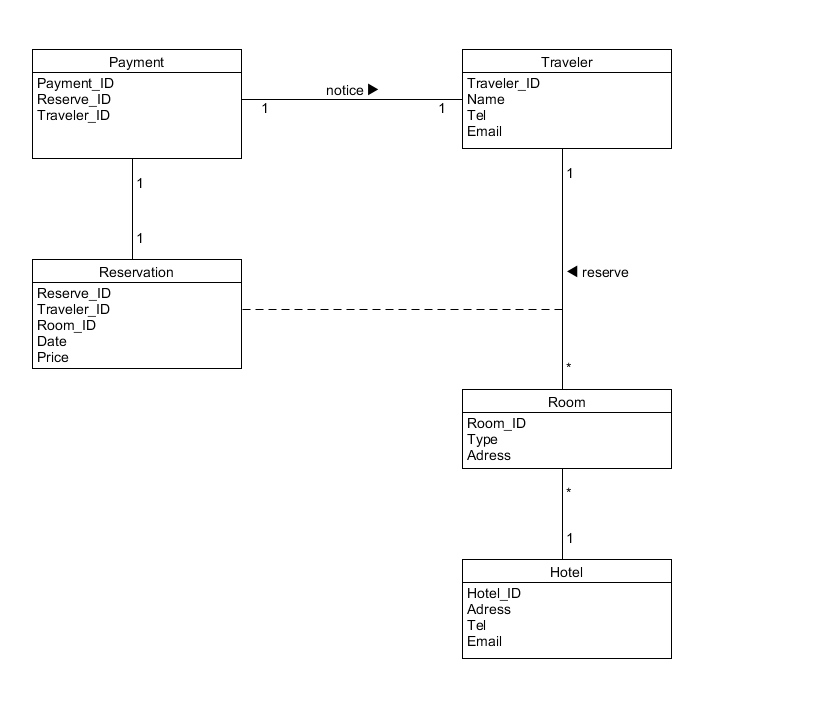 Payment
Payment_ID
Reserve_ID
Traveler_ID
notice ►
1
1
Traveler
Traveler_ID
Name
Tel
Email
1
1
1
◄ reserve
*
Reservation
Reserve_ID
Traveler_ID
Room_ID
Date
Price
Room
Room_ID
Type
Adress
*
1
Hotel
Hotel_ID
Adress
Tel
Email